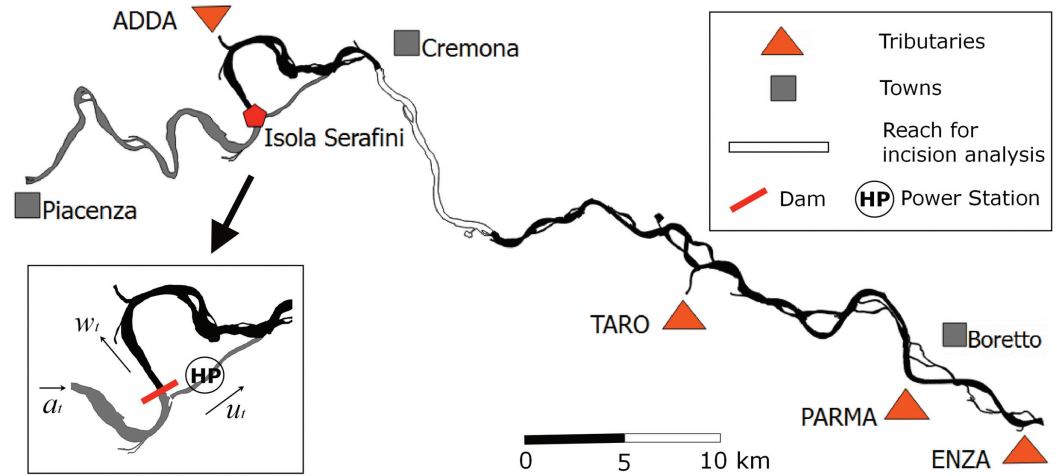 ADDA
Cremona
Isola Serafini
Piacenza
Tributaries
Towns
Reach for
incision analysis
Dam
HP Power Station
wt
HP
at
ut
TARO
Boretto
PARMA
ENZA
0 5 10 km